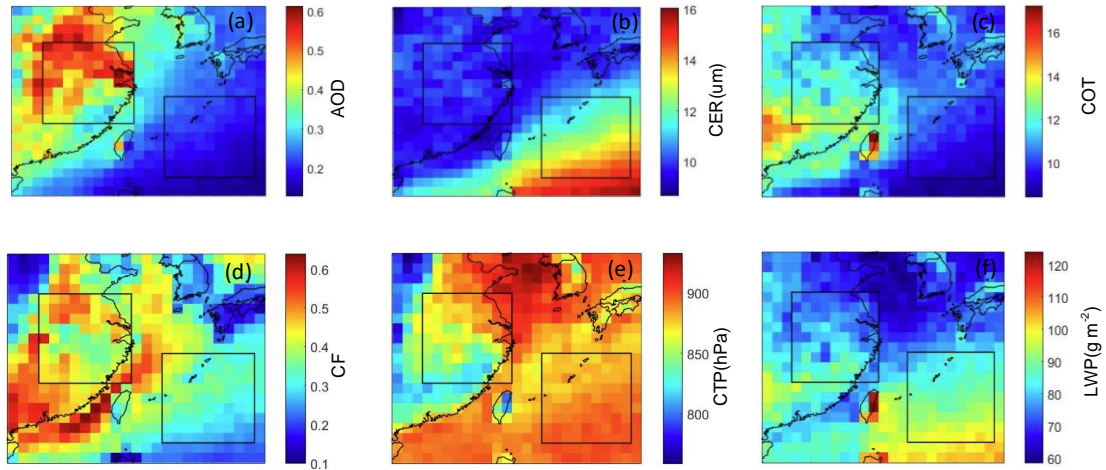 (a)
0.6
0.5
0.4
0.3
0.2
AOD
(b)
16
14
12
10
CER(um)
(c)
16
14
12
10
COT
(d)
0.6
0.5
0.4
0.3
0.2
0.1
CF
(e)
900
850
800
CTP(hPa)
(f)
120
110
100
90
80
70
60
LWP(g m-2)